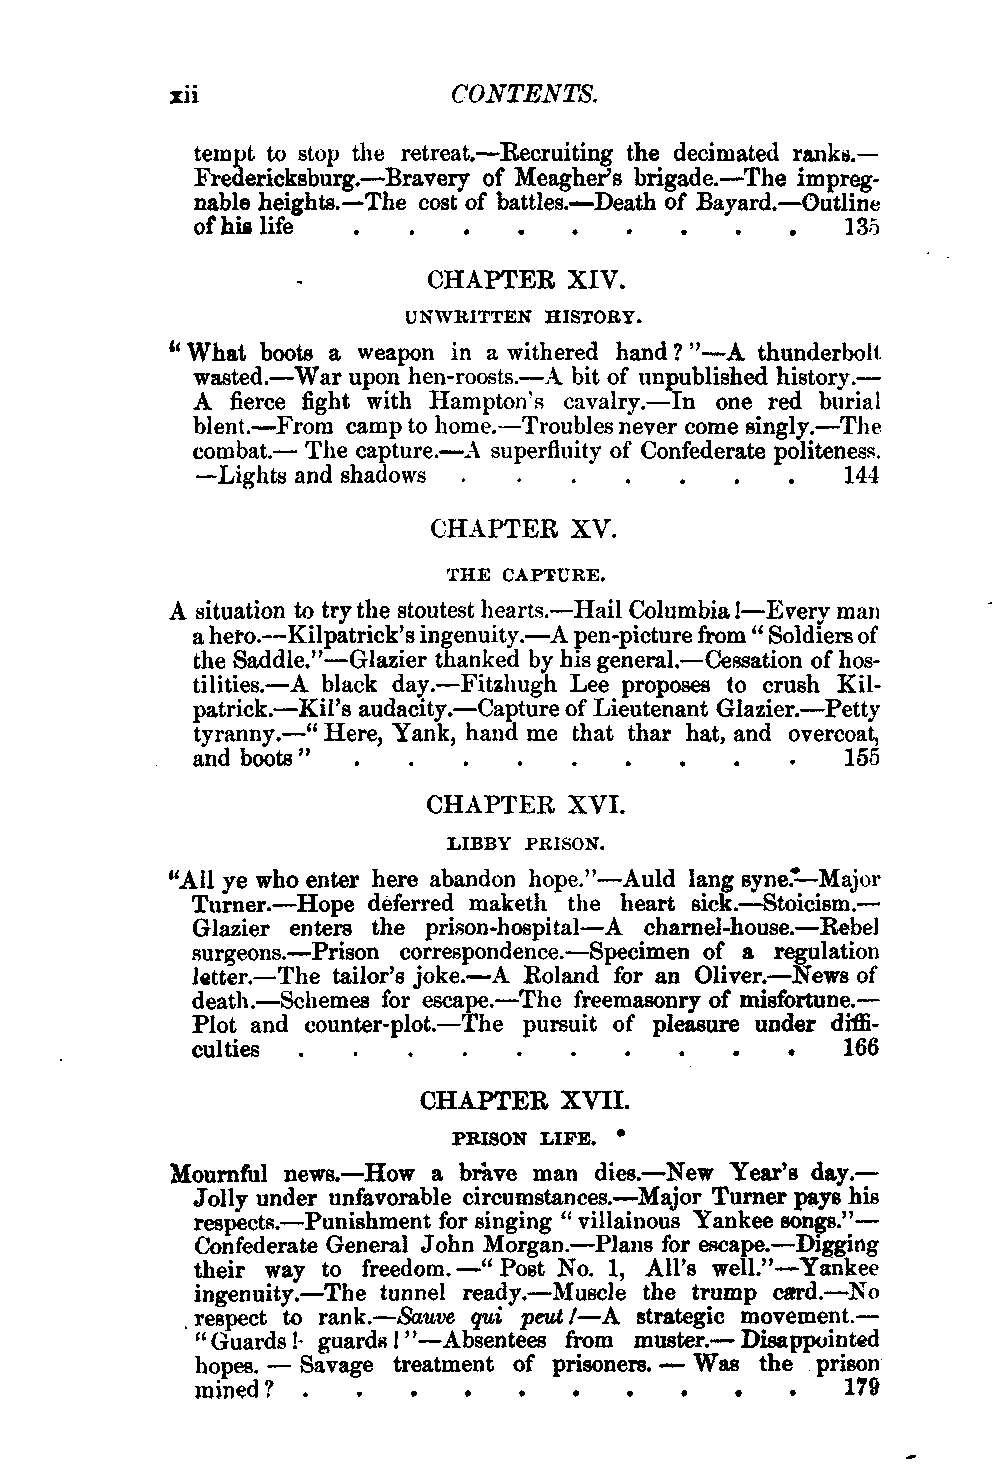 xii CONTENTS.
tempt to stop the retreat.—Recruiting the decimated ranks.—
Fredericksburg.—Bravery of Meagher's brigade.—The impreg-
nable heights.—The cost of battles.—Death of Bayard.—Outline
of his life . . . . . . . . . 135
CHAPTER XIV.
UNWRITTEN HISTORY.
“What boots a weapon in a withered hand?”—A thunderbolt
wasted.—War upon hen-roosts.—A bit of unpublished history.—
A fierce fight with Hampton's cavalry.—In one red burial
blent.—From camp to home.—Troubles never come singly.—The
combat.— The capture.—A superfluity of Confederate politeness.
—Lights and shadows . . . . . . . 144
CHAPTER XV.
THE CAPTURE.
A situation to try the stoutest hearts.—Hail Columbia!—Every man
a hero.—Kilpatrick's ingenuity.—A pen-picture from “Soldiers of
the Saddle.”—Glazier thanked by his general.—Cessation of hos-
tilities.—A black day.—Fitzhugh Lee proposes to crush Kil-
patrick.—Kil's audacity.—Capture of Lieutenant Glazier.—Petty
tyranny.—“Here, Yank, hand me that thar hat, and overcoat,
and boots” . . . . . . . . . 155
CHAPTER XVI.
LIBBY PRISON.
“All ye who enter here abandon hope.”—Auld lang syne.—Major
Turner.—Hope deferred maketh the heart sick.—Stoicism.—
Glazier enters the prison-hospital—A charnel-house.—Rebel
surgeons.—Prison correspondence.—Specimen of a regulation
letter.—The tailor's joke.—A Roland for an Oliver.—News of
death.—Schemes for escape.—The freemasonry of misfortune.—
Plot and counter-plot.—The pursuit of pleasure under diffi-
culties . . . . . . . . . . 166
CHAPTER XVII.
PRISON LIFE.
Mournful news.—How a brave man dies.—New Year's day.—
Jolly under unfavorable circumstances.—Major Turner pays his
respects.—Punishment for singing “villainous Yankee songs.”—
Confederate General John Morgan.—Plans for escape.—Digging
their way to freedom.—“Post No. 1, All's well.”—Yankee
ingenuity.—The tunnel ready.—Muscle the trump card.—No
respect to rank.—Sauve qui peut!—A strategic movement.—
“Guards! guards!”—Absentees from muster.—Disappointed
hopes. — Savage treatment of prisoners. — Was the prison
mined? . . . . . . . . . . 179